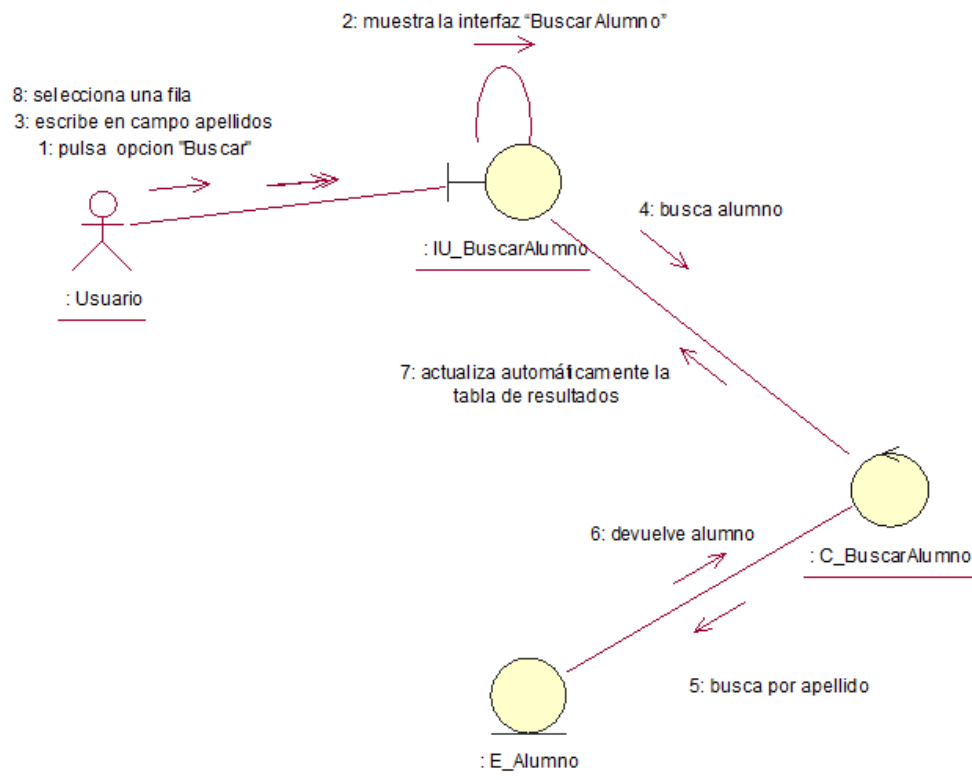 2: muestra la interfaz “Buscar Alumno”
8: selecciona una fila
3: escribe en campo apellidos
1: pulsa opcion "Buscar"
4: busca alumno
: IU_BuscarAlumno
: Usuario
7: actualiza automáticamente la
tabla de resultados
6: devuelve alumno
: C_BuscarAlumno
5: busca por apellido
: E_Alumno